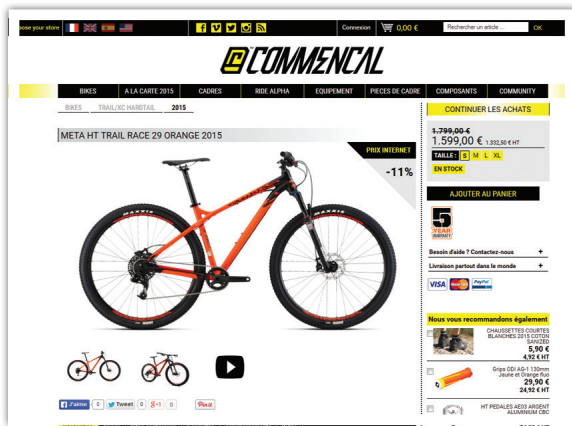 oose your store
Connexion
0,00 €
Rechercher un article ...
OK
COMMENCAL
BIKES
A LA CARTE 2015
CADRES
RIDE ALPHA
EQUIPEMENT
PIECES DE CADRE
COMPOSANTS
COMMUNITY
BIKES
TRAIL/XC HARDTAIL
2015
CONTINUER LES ACHATS
META HT TRAIL RACE 29 ORANGE 2015
PRIX INTERNET
-11%
1.799,00 €
1.599,00 € 1.332,50 € HT
TAILLE : S M L XL
EN STOCK
AJOUTER AU PANIER
5
YEAR
MAXXIS
MAXXIS
Besoin d'aide ? Contactez-nous +
Livraison partout dans le monde +
VISA
PayPal
Nous vous recommandons également
CHAUSSETTES COURTES
BLANCHES 2015 COTON
SANIZED
5,90 €
4,92 € HT
Grips ODI AG-1 130mm
Jaune et Orange fluo
29,90 €
24,92 € HT
HT PEDALES AE03 ARGENT
ALUMINIUM CBC
J'aime 0
Tweet 0
g+1 0
Pin it